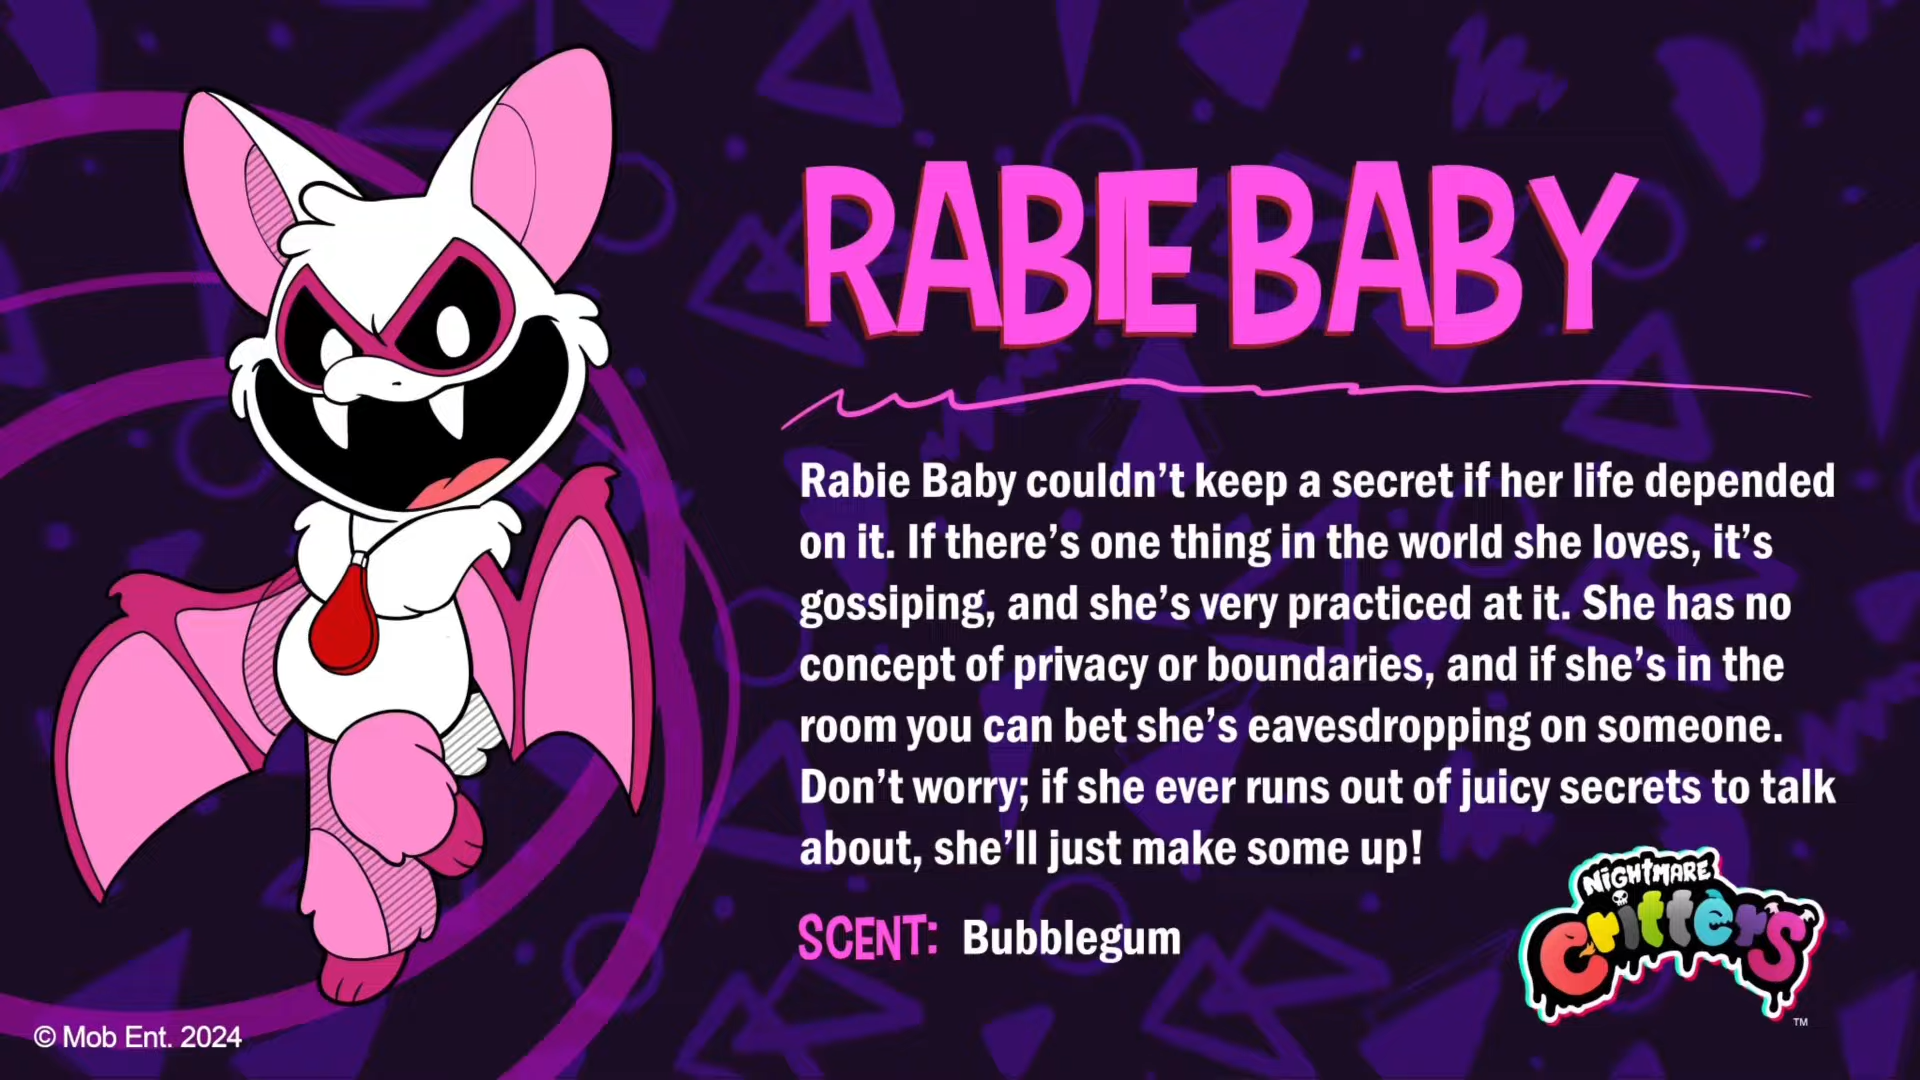 RABIE BABY
Rabie Baby couldn’t keep a secret if her life depended
on it. If there’s one thing in the world she loves, it’s
gossiping, and she’s very practiced at it. She has no
concept of privacy or boundaries, and if she’s in the
room you can bet she’s eavesdropping on someone.
Don’t worry; if she ever runs out of juicy secrets to talk
about, she’ll just make some up!
SCENT: Bubblegum
NIGHTMARE
Critters
TM
© Mob Ent. 2024